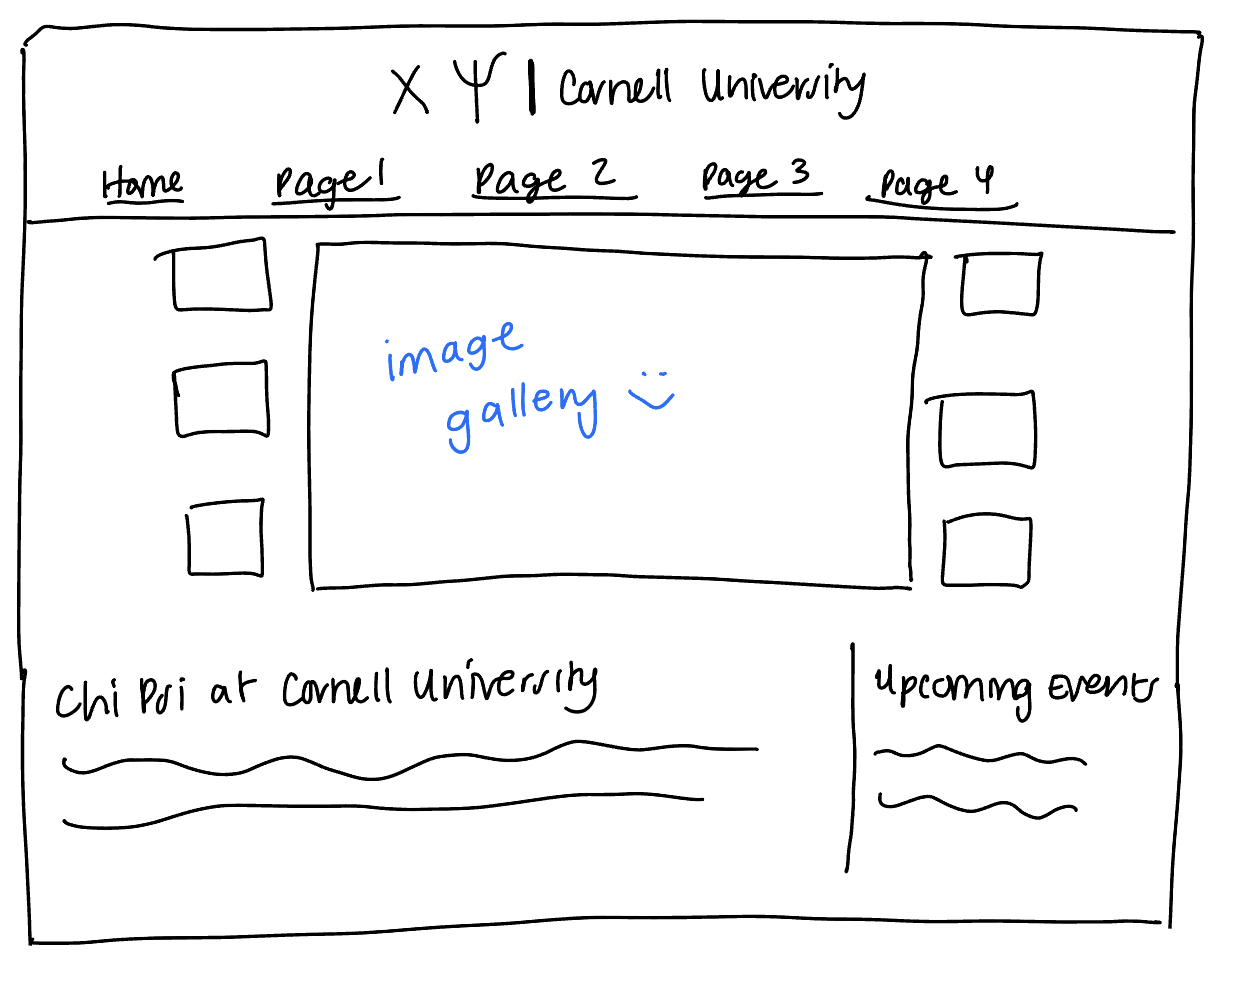 Χ Ψ | Cornell University
Home Page 1 Page 2 Page 3 Page 4
image
gallery :)
Chi Psi at Cornell University
Upcoming Events